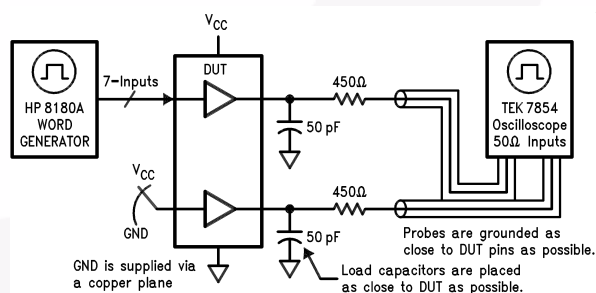 VCC
HP 8180A
WORD
GENERATOR
7-Inputs
DUT
450Ω
50 pF
TEK 7854
Oscilloscope
50Ω Inputs
VCC
GND
450Ω
50 pF
Probes are grounded as
close to DUT pins as possible.
GND is supplied via
a copper plane
Load capacitors are placed
as close to DUT as possible.